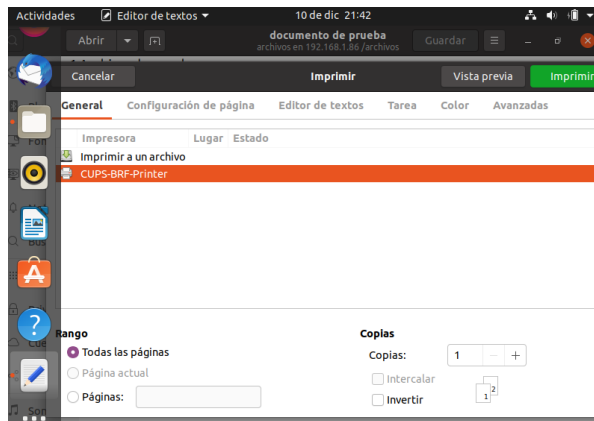 Actividades Editor de textos 10 de dic 21:42
Abrir documento de prueba Guardar
archivos en 192.168.1.86 /archivos
Cancelar Imprimir Vista previa Imprimir
General Configuración de página Editor de textos Tarea Color Avanzadas
Impresora Lugar Estado
Imprimir a un archivo
CUPS-BRF-Printer
Rango Copias
Todas las páginas Copias: 1
Página actual Intercalar
Páginas: Invertir
1 2